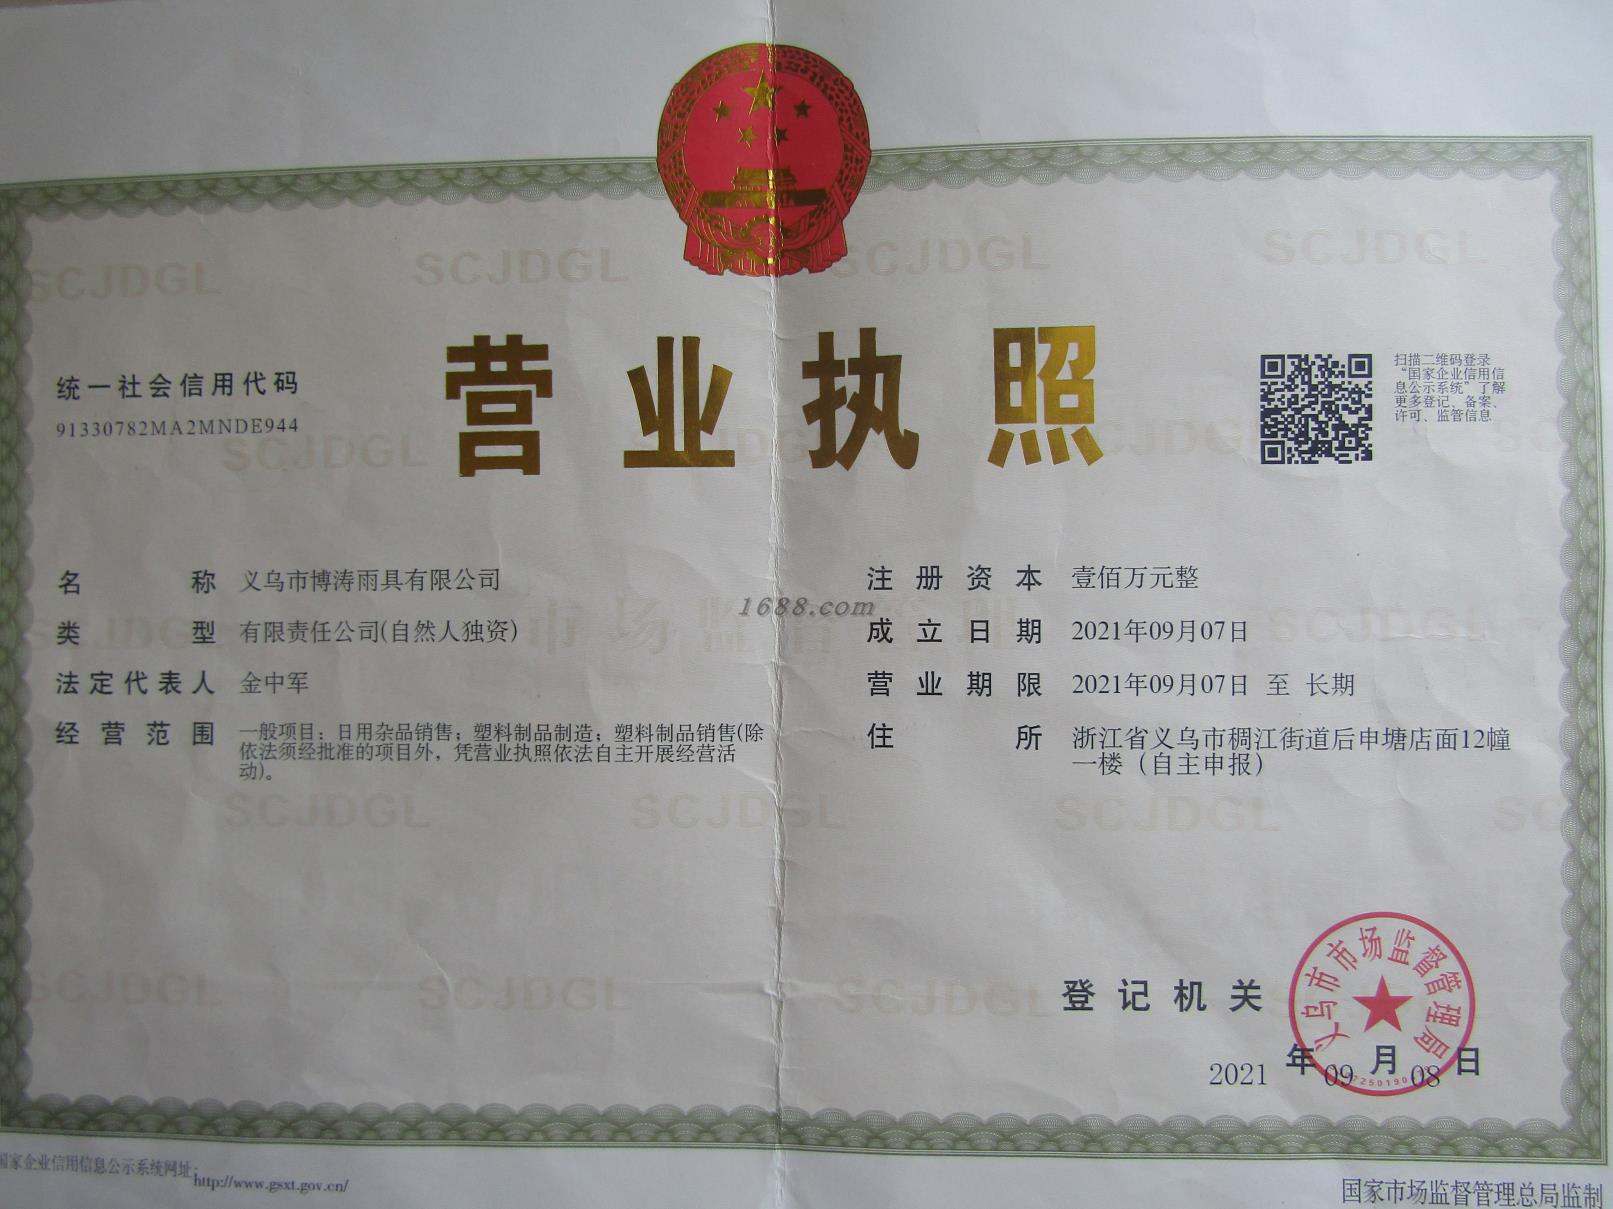 营业执照
统一社会信用代码
91330782MA2MNDE944
扫描二维码登录
“国家企业信用信
息公示系统”了解
更多登记、备案、
许可、监管信息
名称 义乌市博涛雨具有限公司
类型 有限责任公司(自然人独资)
法定代表人 金中军
经营范围 一般项目：日用杂品销售；塑料制品制造；塑料制品销售(除
依法须经批准的项目外，凭营业执照依法自主开展经营活
动)。
注册资本 壹佰万元整
成立日期 2021年09月07日
营业期限 2021年09月07日 至 长期
住所 浙江省义乌市稠江街道后申塘店面12幢
一楼（自主申报）
1688.com
登记机关
义乌市市场监督管理局
2021 年 09 月 08 日
国家企业信用信息公示系统网址：
http://www.gsxt.gov.cn/
国家市场监督管理总局监制
SCJDGL
市场监督管理